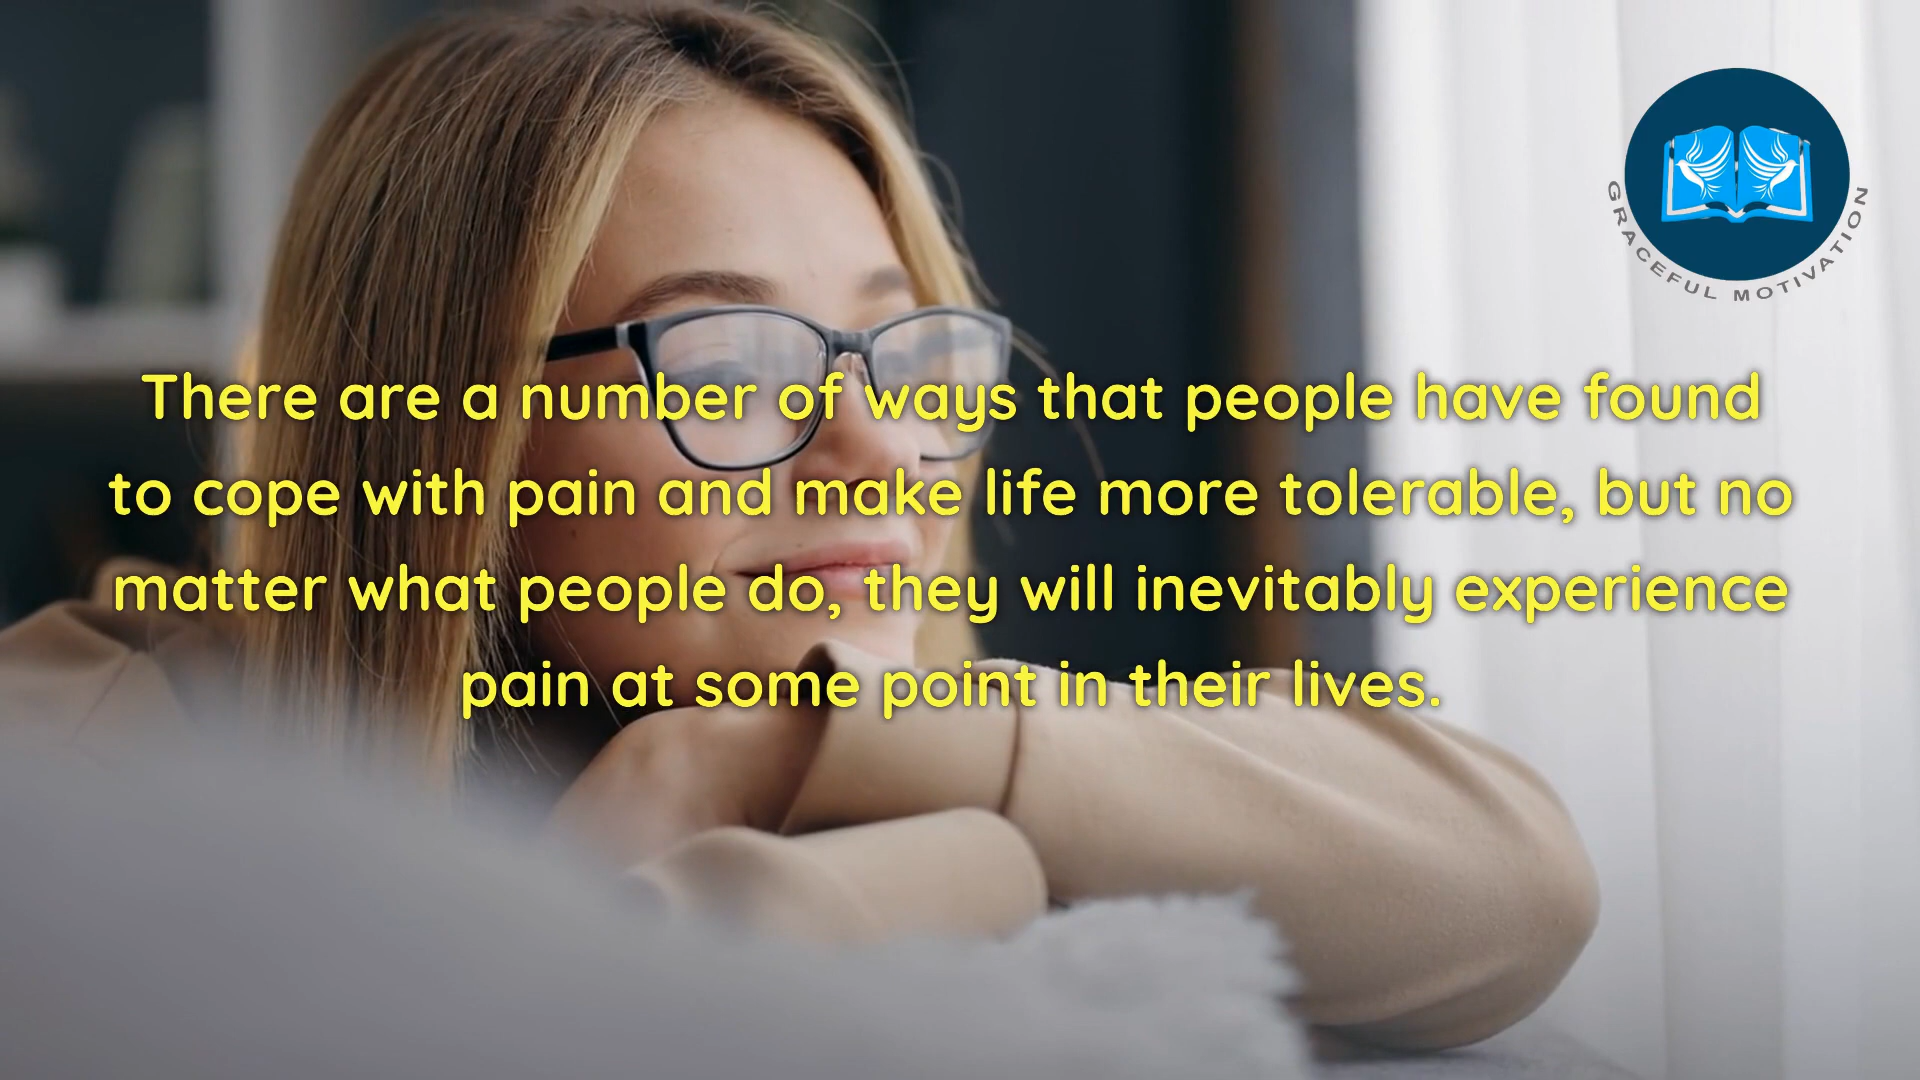 GRACEFUL MOTIVATION
There are a number of ways that people have found
to cope with pain and make life more tolerable, but no
matter what people do, they will inevitably experience
pain at some point in their lives.